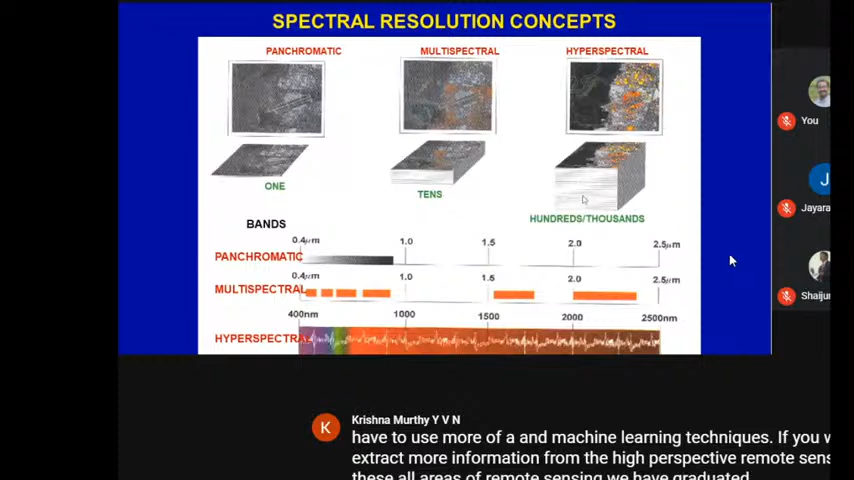 SPECTRAL RESOLUTION CONCEPTS
PANCHROMATIC MULTISPECTRAL HYPERSPECTRAL
ONE TENS HUNDREDS/THOUSANDS
BANDS
0.4μm 1.0 1.5 2.0 2.5μm
PANCHROMATIC
0.4μm 1.0 1.5 2.0 2.5μm
MULTISPECTRAL
400nm 1000 1500 2000 2500nm
HYPERSPECTRAL
You
J
Jayara
Shaijur
K
Krishna Murthy Y V N
have to use more of a and machine learning techniques. If you w
extract more information from the high perspective remote sens
these all areas of remote sensing we have graduated